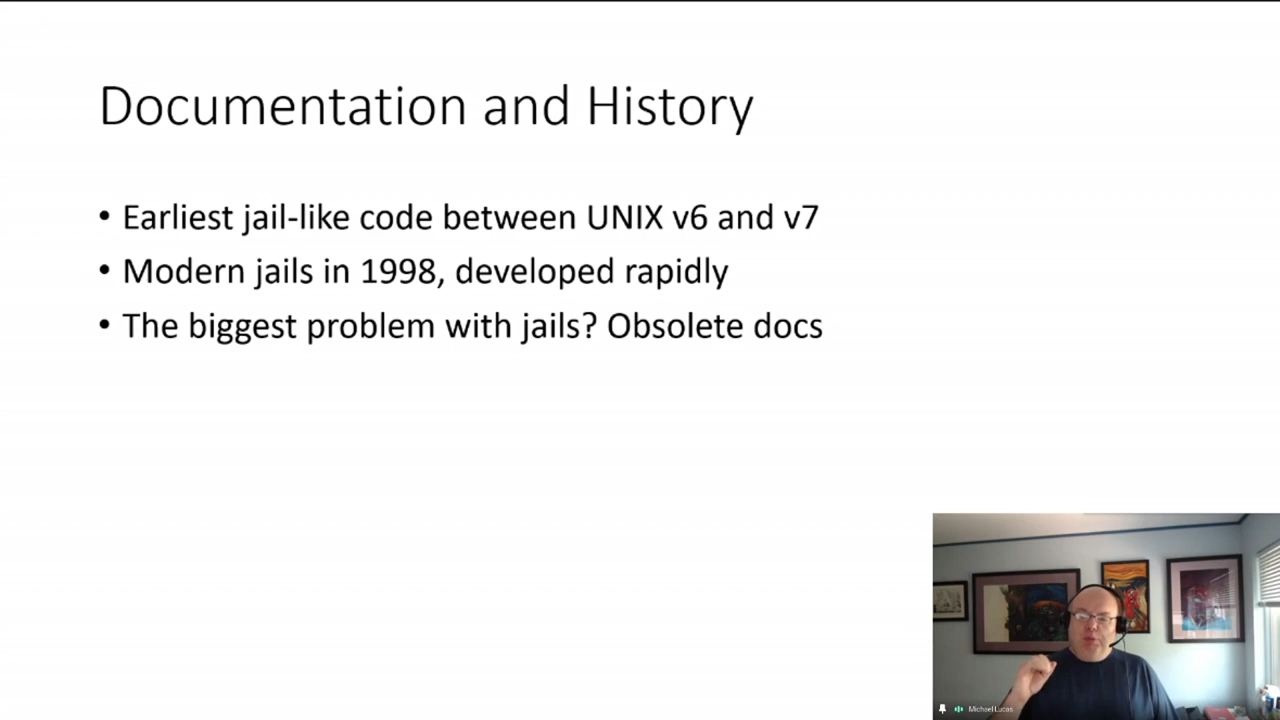 Documentation and History
• Earliest jail-like code between UNIX v6 and v7
• Modern jails in 1998, developed rapidly
• The biggest problem with jails? Obsolete docs
Michael Lucas